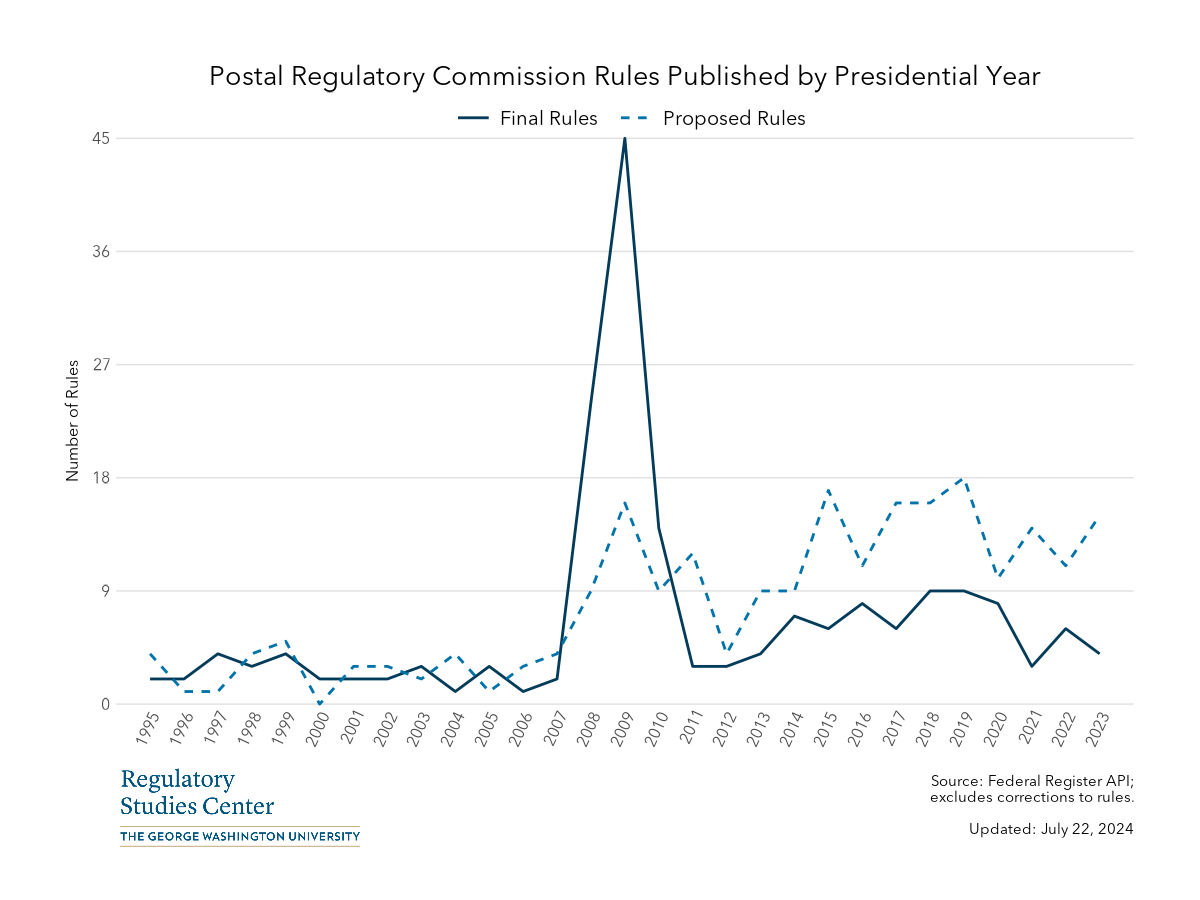 Postal Regulatory Commission Rules Published by Presidential Year
Final Rules Proposed Rules
45
36
27
18
9
0
Number of Rules
1995 1996 1997 1998 1999 2000 2001 2002 2003 2004 2005 2006 2007 2008 2009 2010 2011 2012 2013 2014 2015 2016 2017 2018 2019 2020 2021 2022 2023
Regulatory
Studies Center
THE GEORGE WASHINGTON UNIVERSITY
Source: Federal Register API;
excludes corrections to rules.
Updated: July 22, 2024